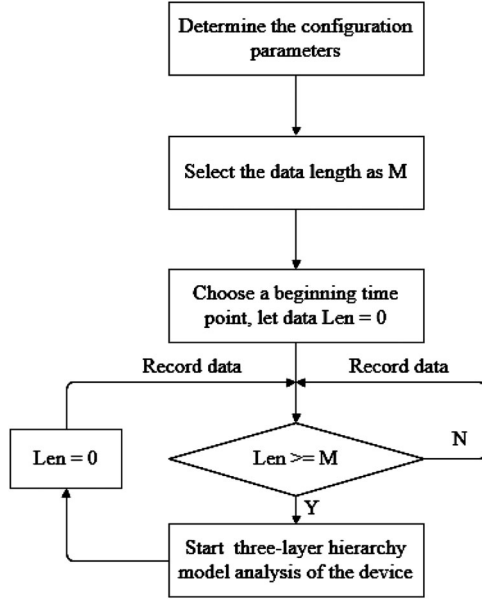 Determine the configuration
parameters
Select the data length as M
Choose a beginning time
point, let data Len = 0
Record data
Record data
Len = 0
Len >= M
N
Y
Start three-layer hierarchy
model analysis of the device